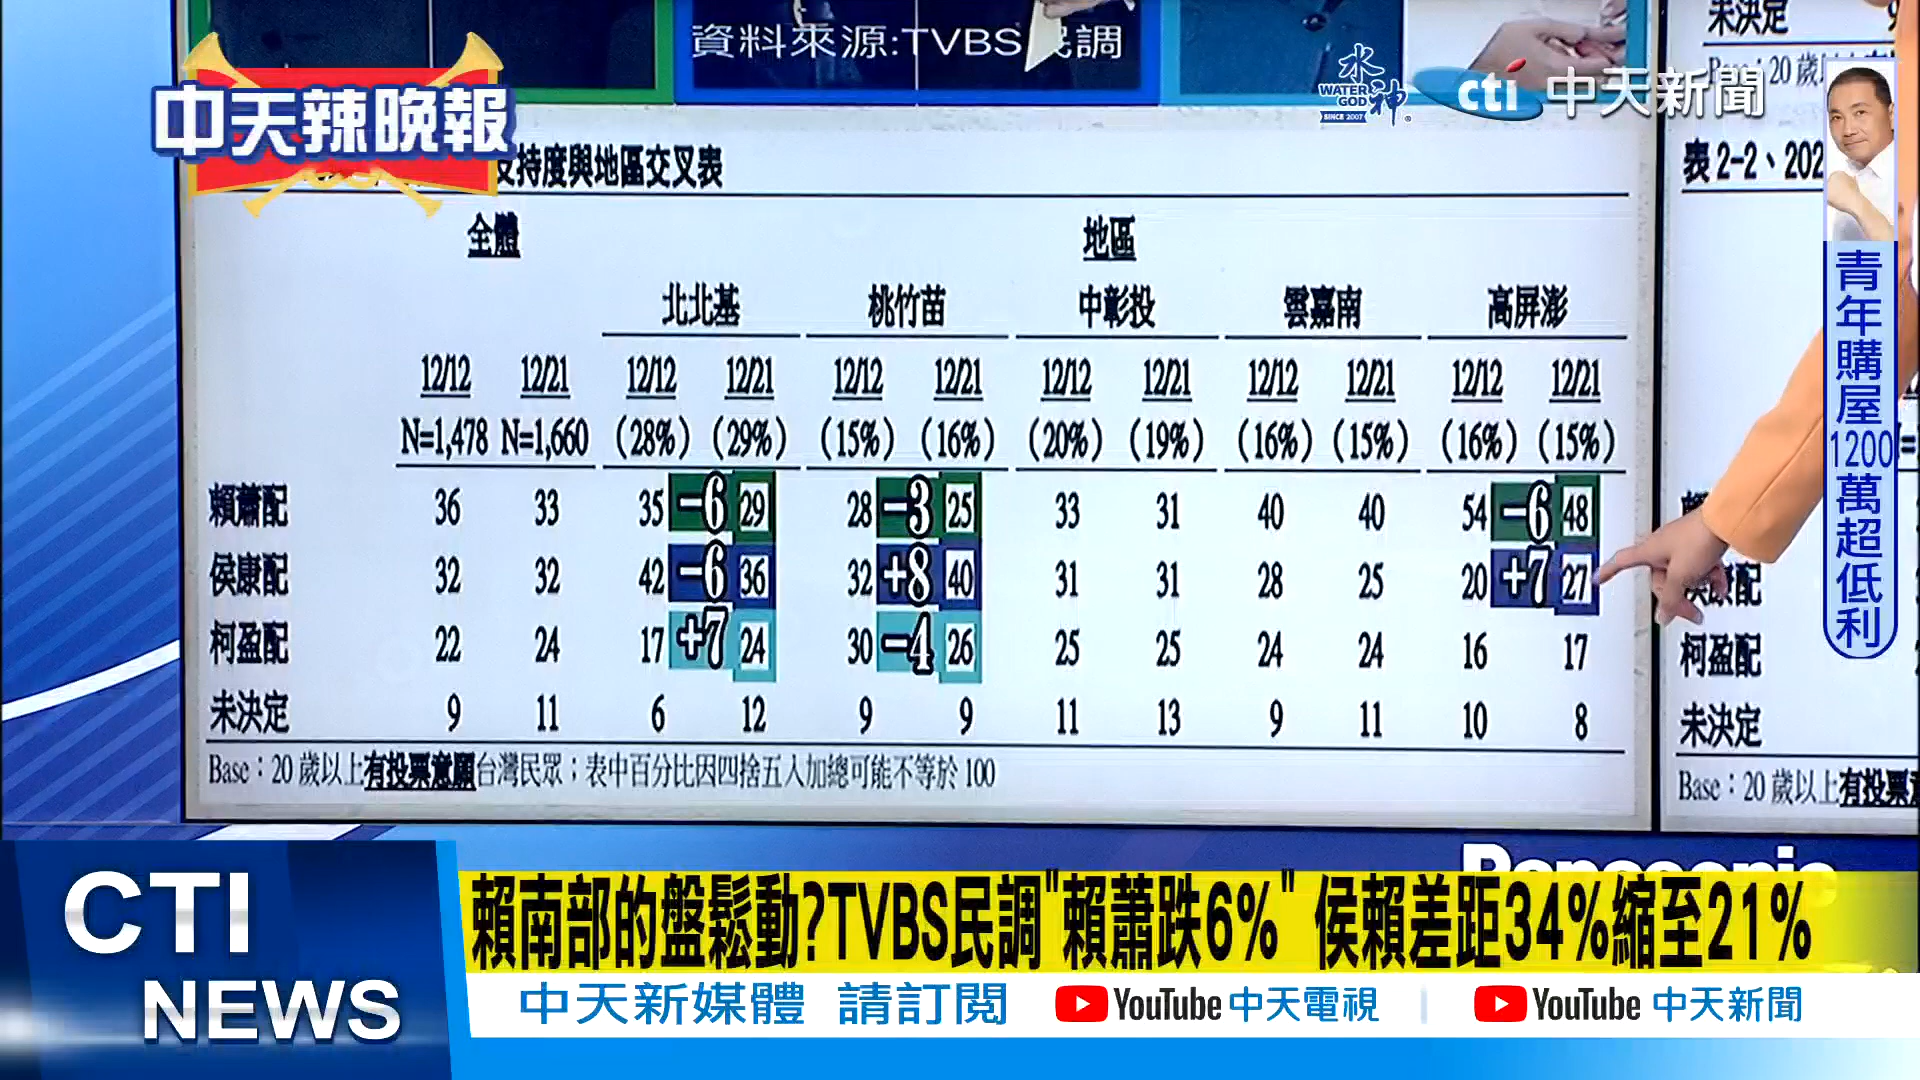 資料來源:TVBS民調
中天辣晚報
水神
WATER GOD
SINCE 2007
cti 中天新聞
支持度與地區交叉表
全體 地區
北北基 桃竹苗 中彰投 雲嘉南 高屏澎
12/12 12/21 12/12 12/21 12/12 12/21 12/12 12/21 12/12 12/21 12/12 12/21
N=1,478 N=1,660 (28%) (29%) (15%) (16%) (20%) (19%) (16%) (15%) (16%) (15%)
賴蕭配 36 33 35 -6 29 28 -3 25 33 31 40 40 54 -6 48
侯康配 32 32 42 -6 36 32 +8 40 31 31 28 25 20 +7 27
柯盈配 22 24 17 +7 24 30 -4 26 25 25 24 24 16 17
未決定 9 11 6 12 9 9 11 13 9 11 10 8
Base：20 歲以上有投票意願台灣民眾；表中百分比因四捨五入加總可能不等於 100
未決定
表 2-2、202
柯盈配
未決定
Base：20 歲以上有投票意
青年購屋1200萬超低利
Panasonic
CTI NEWS
賴南部的盤鬆動?TVBS民調"賴蕭跌6%" 侯賴差距34%縮至21%
中天新媒體 請訂閱 YouTube 中天電視 | YouTube 中天新聞